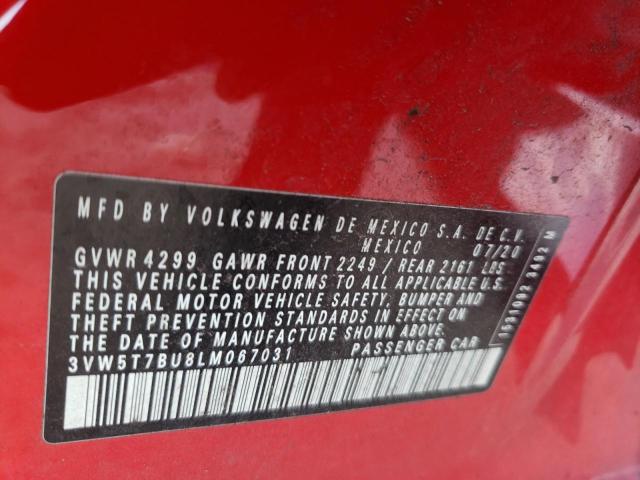 MFD BY VOLKSWAGEN DE MEXICO S.A. DE C.V.
MEXICO 07/20
GVWR 4299 GAWR FRONT 2249 / REAR 2161 LBS
THIS VEHICLE CONFORMS TO ALL APPLICABLE U.S.
FEDERAL MOTOR VEHICLE SAFETY, BUMPER AND
THEFT PREVENTION STANDARDS IN EFFECT ON
THE DATE OF MANUFACTURE SHOWN ABOVE.
3VW5T7BU8LM067031 PASSENGER CAR
1531092 3492 M